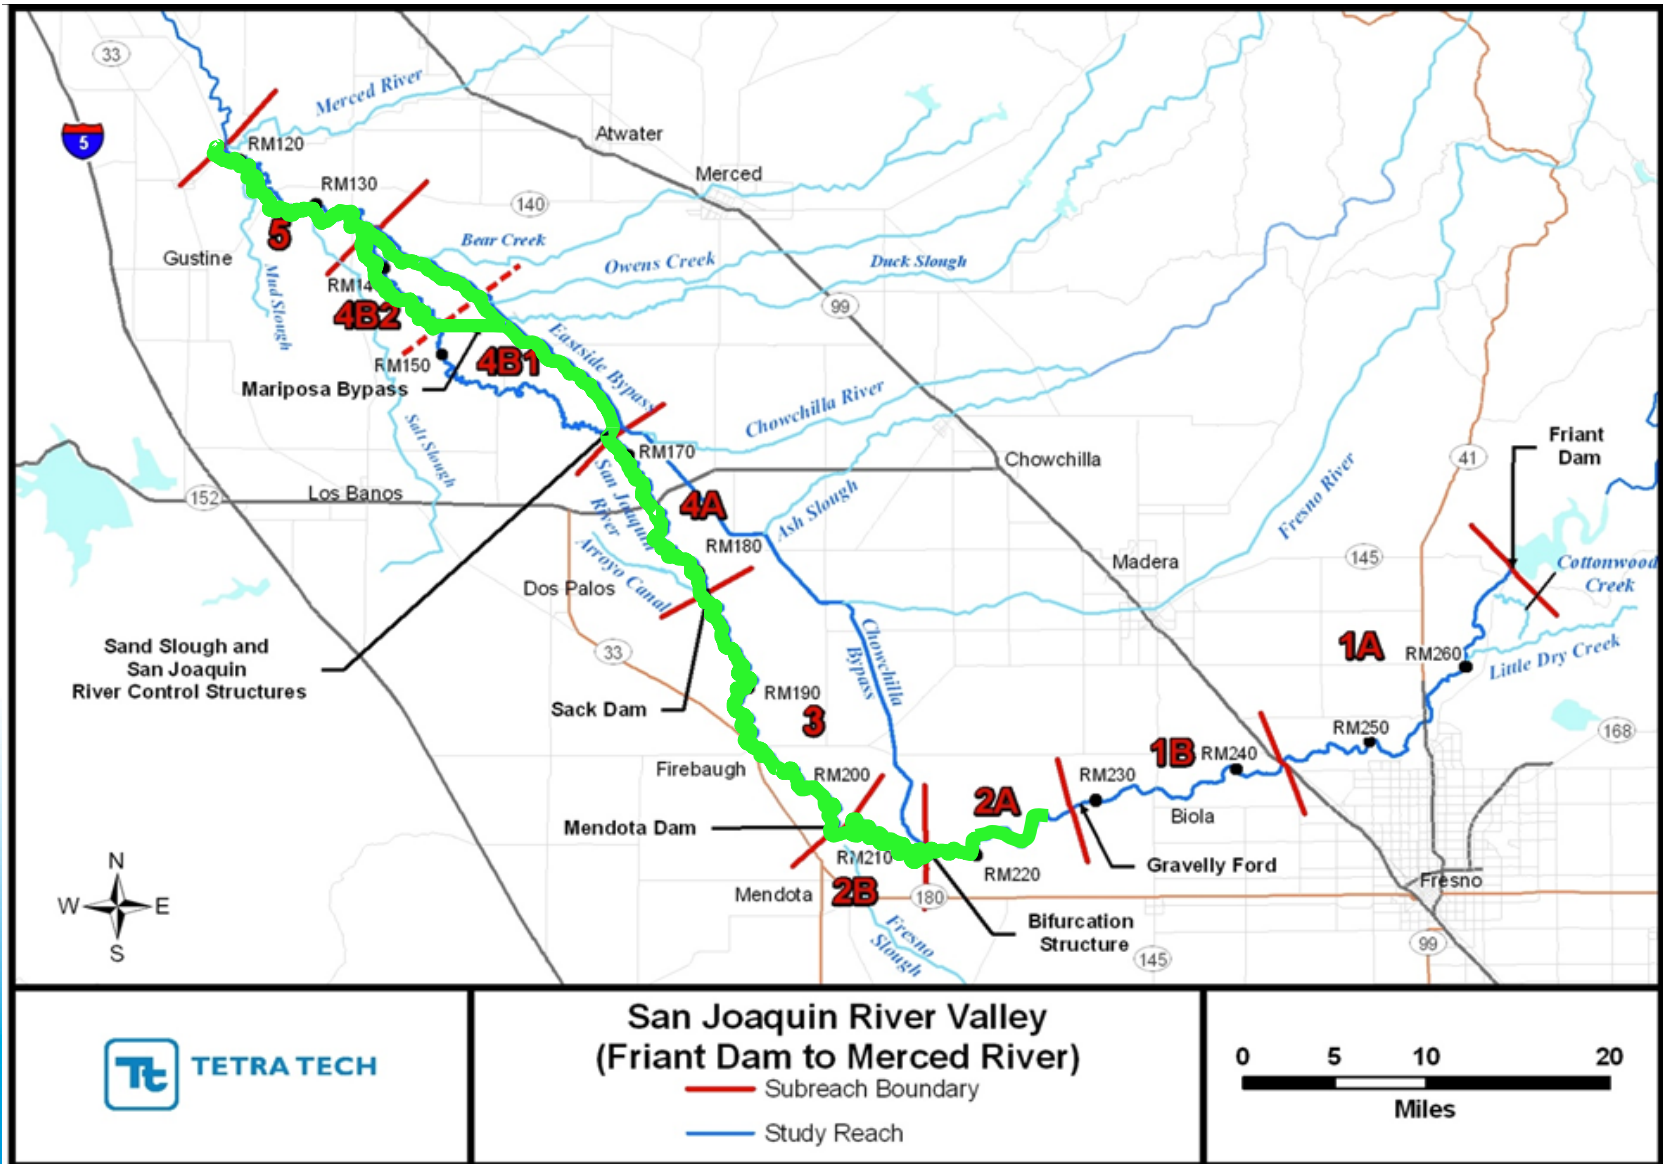 33
Merced River
5
Atwater
RM120
Merced
RM130
140
5
Bear Creek
Gustine
Owens Creek
Duck Slough
Mud Slough
RM14
99
4B2
Eastside Bypass
4B1
RM150
Mariposa Bypass
Chowchilla River
Salt Slough
Friant
Dam
RM170
Chowchilla
41
San Joaquin
River
152
Los Banos
4A
Ash Slough
Fresno River
RM180
Arroyo Canal
Madera
145
Cottonwood
Creek
Dos Palos
Sand Slough and
San Joaquin
River Control Structures
33
Chowchilla
Bypass
1A
RM260
Little Dry Creek
Sack Dam
RM190
3
RM250
168
1B
RM240
Firebaugh
RM200
RM230
2A
Biola
Mendota Dam
RM210
Gravelly Ford
RM220
Fresno
Mendota
2B
180
N
W
E
S
Bifurcation
Structure
Fresno
Slough
145
99
TETRA TECH
San Joaquin River Valley
(Friant Dam to Merced River)
Subreach Boundary
Study Reach
0 5 10 20
Miles